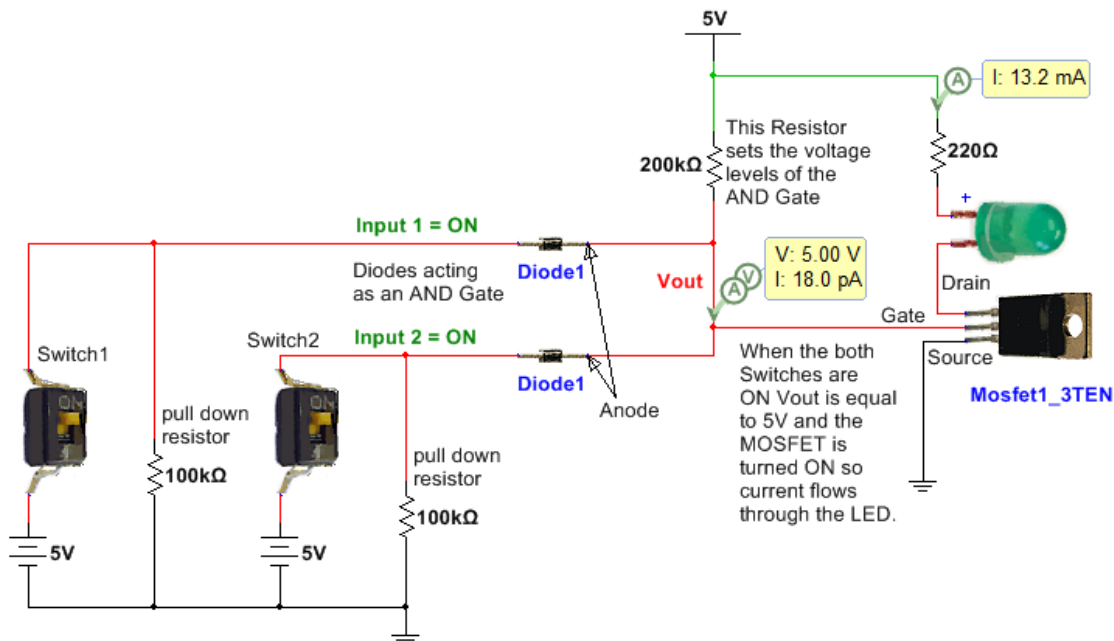 5V
I: 13.2 mA
This Resistor
sets the voltage
levels of the
AND Gate
200kΩ
220Ω
+
Input 1 = ON
Diode1
Diodes acting
as an AND Gate
Vout
V: 5.00 V
I: 18.0 pA
A
V
A
Drain
Gate
Source
Mosfet1_3TEN
Input 2 = ON
Diode1
Anode
When the both
Switches are
ON Vout is equal
to 5V and the
MOSFET is
turned ON so
current flows
through the LED.
Switch1
ON
Switch2
ON
pull down
resistor
100kΩ
pull down
resistor
100kΩ
5V
5V